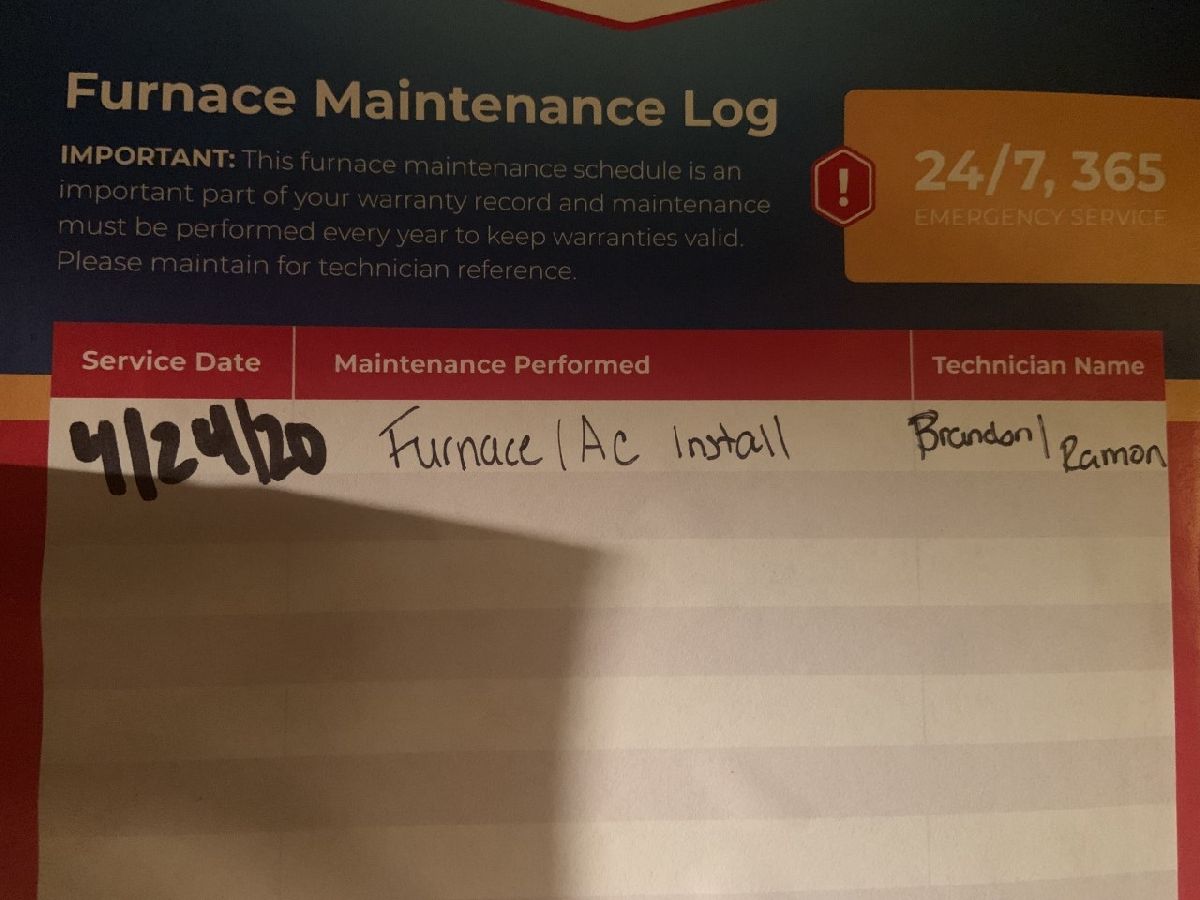 Furnace Maintenance Log
IMPORTANT: This furnace maintenance schedule is an
important part of your warranty record and maintenance
must be performed every year to keep warranties valid.
Please maintain for technician reference.
!
24/7, 365
EMERGENCY SERVICE
Service Date Maintenance Performed Technician Name
4/24/20 Furnace / Ac Install Brandon / Ramon